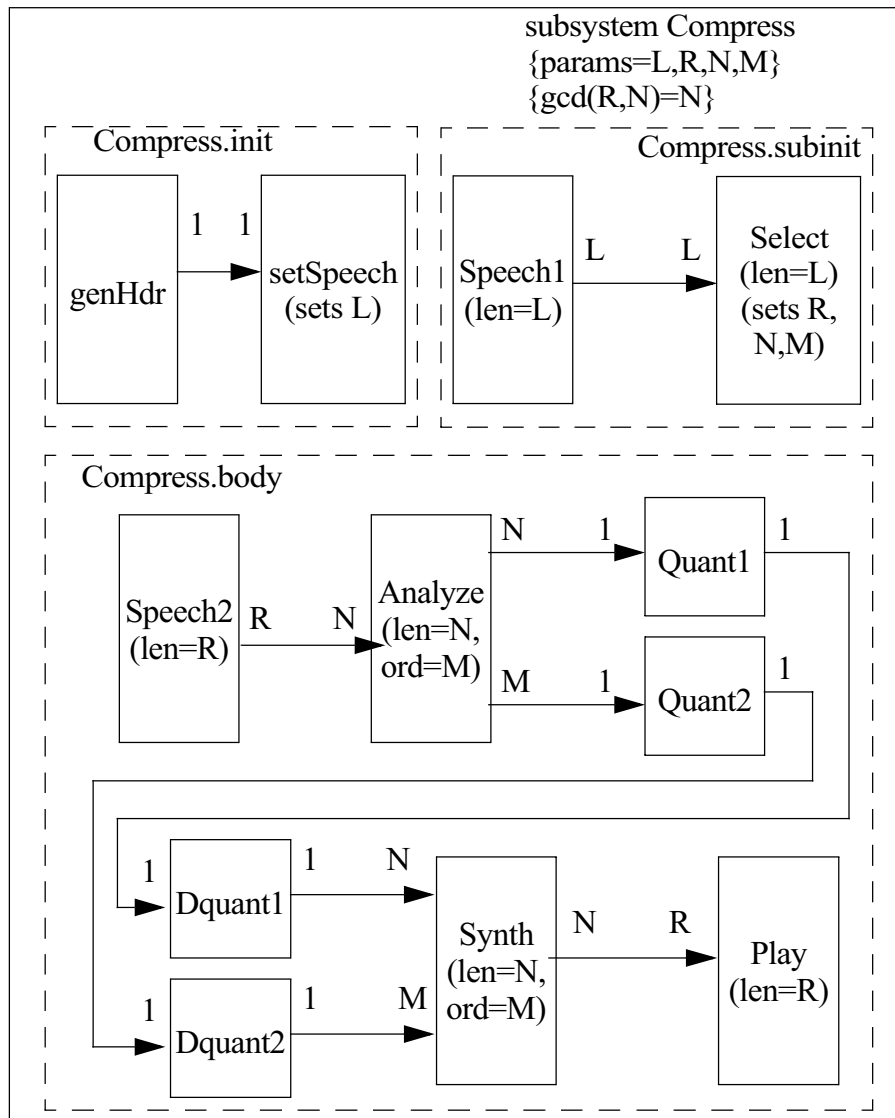 subsystem Compress
{params=L,R,N,M}
{gcd(R,N)=N}
Compress.init
genHdr
1
1
setSpeech
(sets L)
Compress.subinit
Speech1
(len=L)
L
L
Select
(len=L)
(sets R,
N,M)
Compress.body
Speech2
(len=R)
R
N
Analyze
(len=N,
ord=M)
N
1
Quant1
1
M
1
Quant2
1
1
Dquant1
1
N
1
Dquant2
1
M
Synth
(len=N,
ord=M)
N
R
Play
(len=R)